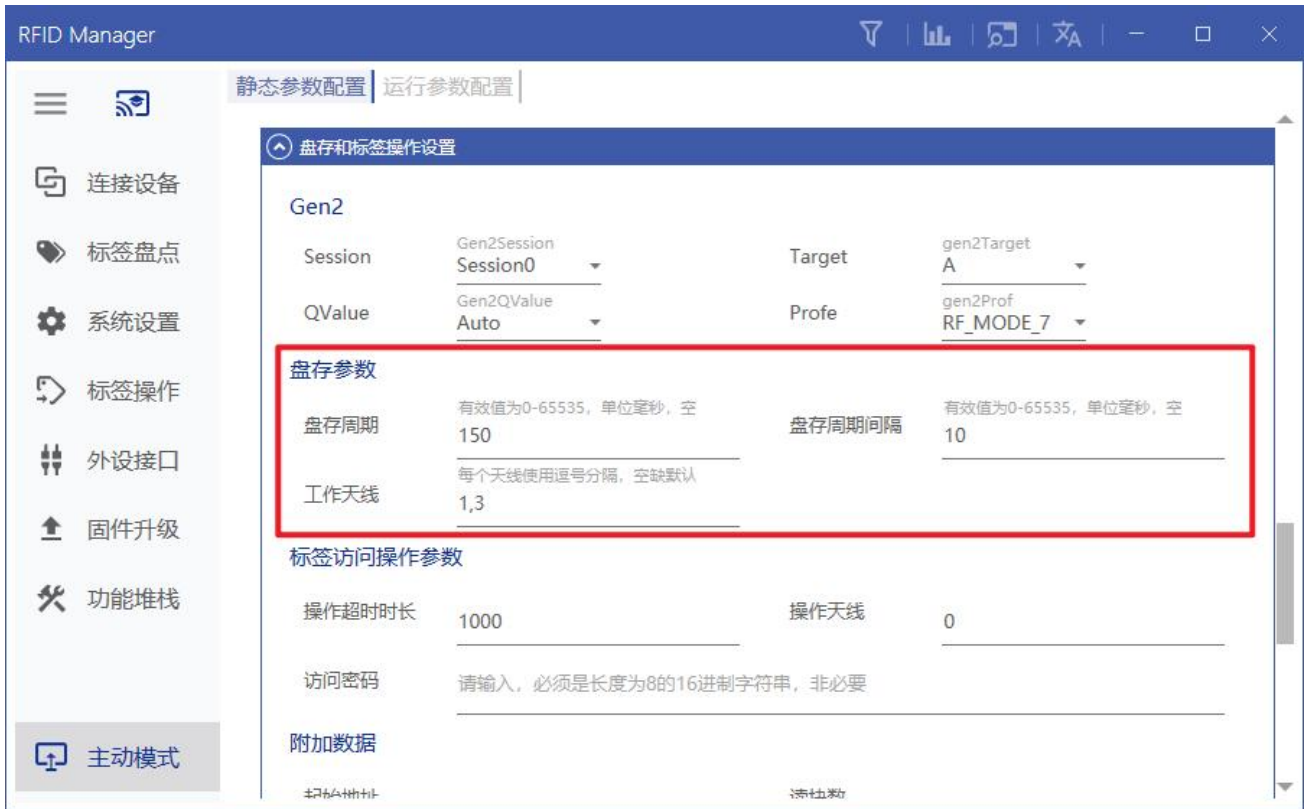 RFID Manager
静态参数配置 运行参数配置
盘存和标签操作设置
连接设备
标签盘点
系统设置
标签操作
外设接口
固件升级
功能堆栈
主动模式
Gen2
Session
Gen2Session
Session0
Target
gen2Target
A
QValue
Gen2QValue
Auto
Profe
gen2Prof
RF_MODE_7
盘存参数
盘存周期
有效值为0-65535，单位毫秒，空
150
盘存周期间隔
有效值为0-65535，单位毫秒，空
10
工作天线
每个天线使用逗号分隔，空缺默认
1,3
标签访问操作参数
操作超时时长
1000
操作天线
0
访问密码
请输入，必须是长度为8的16进制字符串，非必要
附加数据
起始地址
读块数